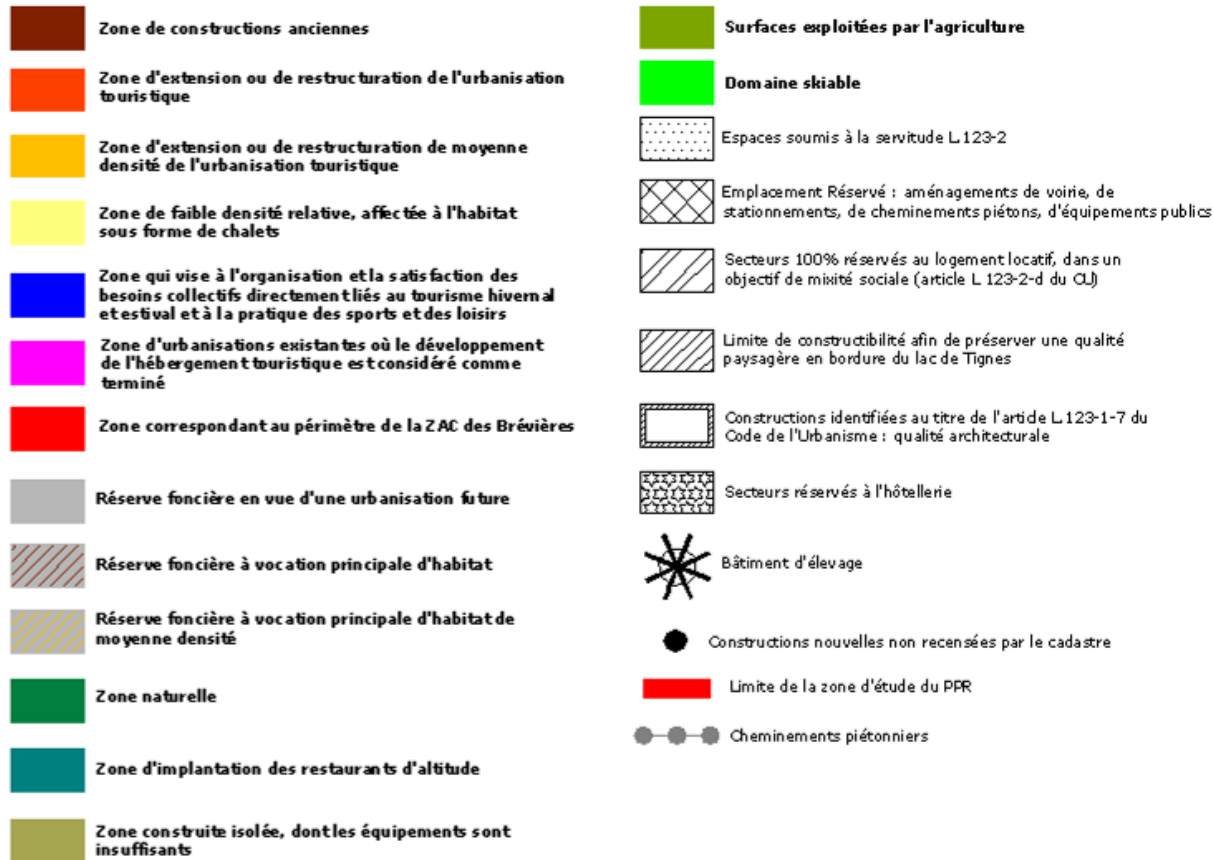 Zone de constructions anciennes
Zone d'extension ou de restructuration de l'urbanisation
touristique
Zone d'extension ou de restructuration de moyenne
densité de l'urbanisation touristique
Zone de faible densité relative, affectée à l'habitat
sous forme de chalets
Zone qui vise à l'organisation et la satisfaction des
besoins collectifs directement liés au tourisme hivernal
et estival et à la pratique des sports et des loisirs
Zone d'urbanisations existantes où le développement
de l'hébergement touristique est considéré comme
terminé
Zone correspondant au périmètre de la ZAC des Brévières
Réserve foncière en vue d'une urbanisation future
Réserve foncière à vocation principale d'habitat
Réserve foncière à vocation principale d'habitat de
moyenne densité
Zone naturelle
Zone d'implantation des restaurants d'altitude
Zone construite isolée, dont les équipements sont
insuffisants
Surfaces exploitées par l'agriculture
Domaine skiable
Espaces soumis à la servitude L.123-2
Emplacement Réservé : aménagements de voirie, de
stationnements, de cheminements piétons, d'équipements publics
Secteurs 100% réservés au logement locatif, dans un
objectif de mixité sociale (article L 123-2-d du CU)
Limite de constructibilité afin de préserver une qualité
paysagère en bordure du lac de Tignes
Constructions identifiées au titre de l'article L.123-1-7 du
Code de l'Urbanisme : qualité architecturale
Secteurs réservés à l'hôtellerie
Bâtiment d'élevage
Constructions nouvelles non recensées par le cadastre
Limite de la zone d'étude du PPR
Cheminements piétonniers